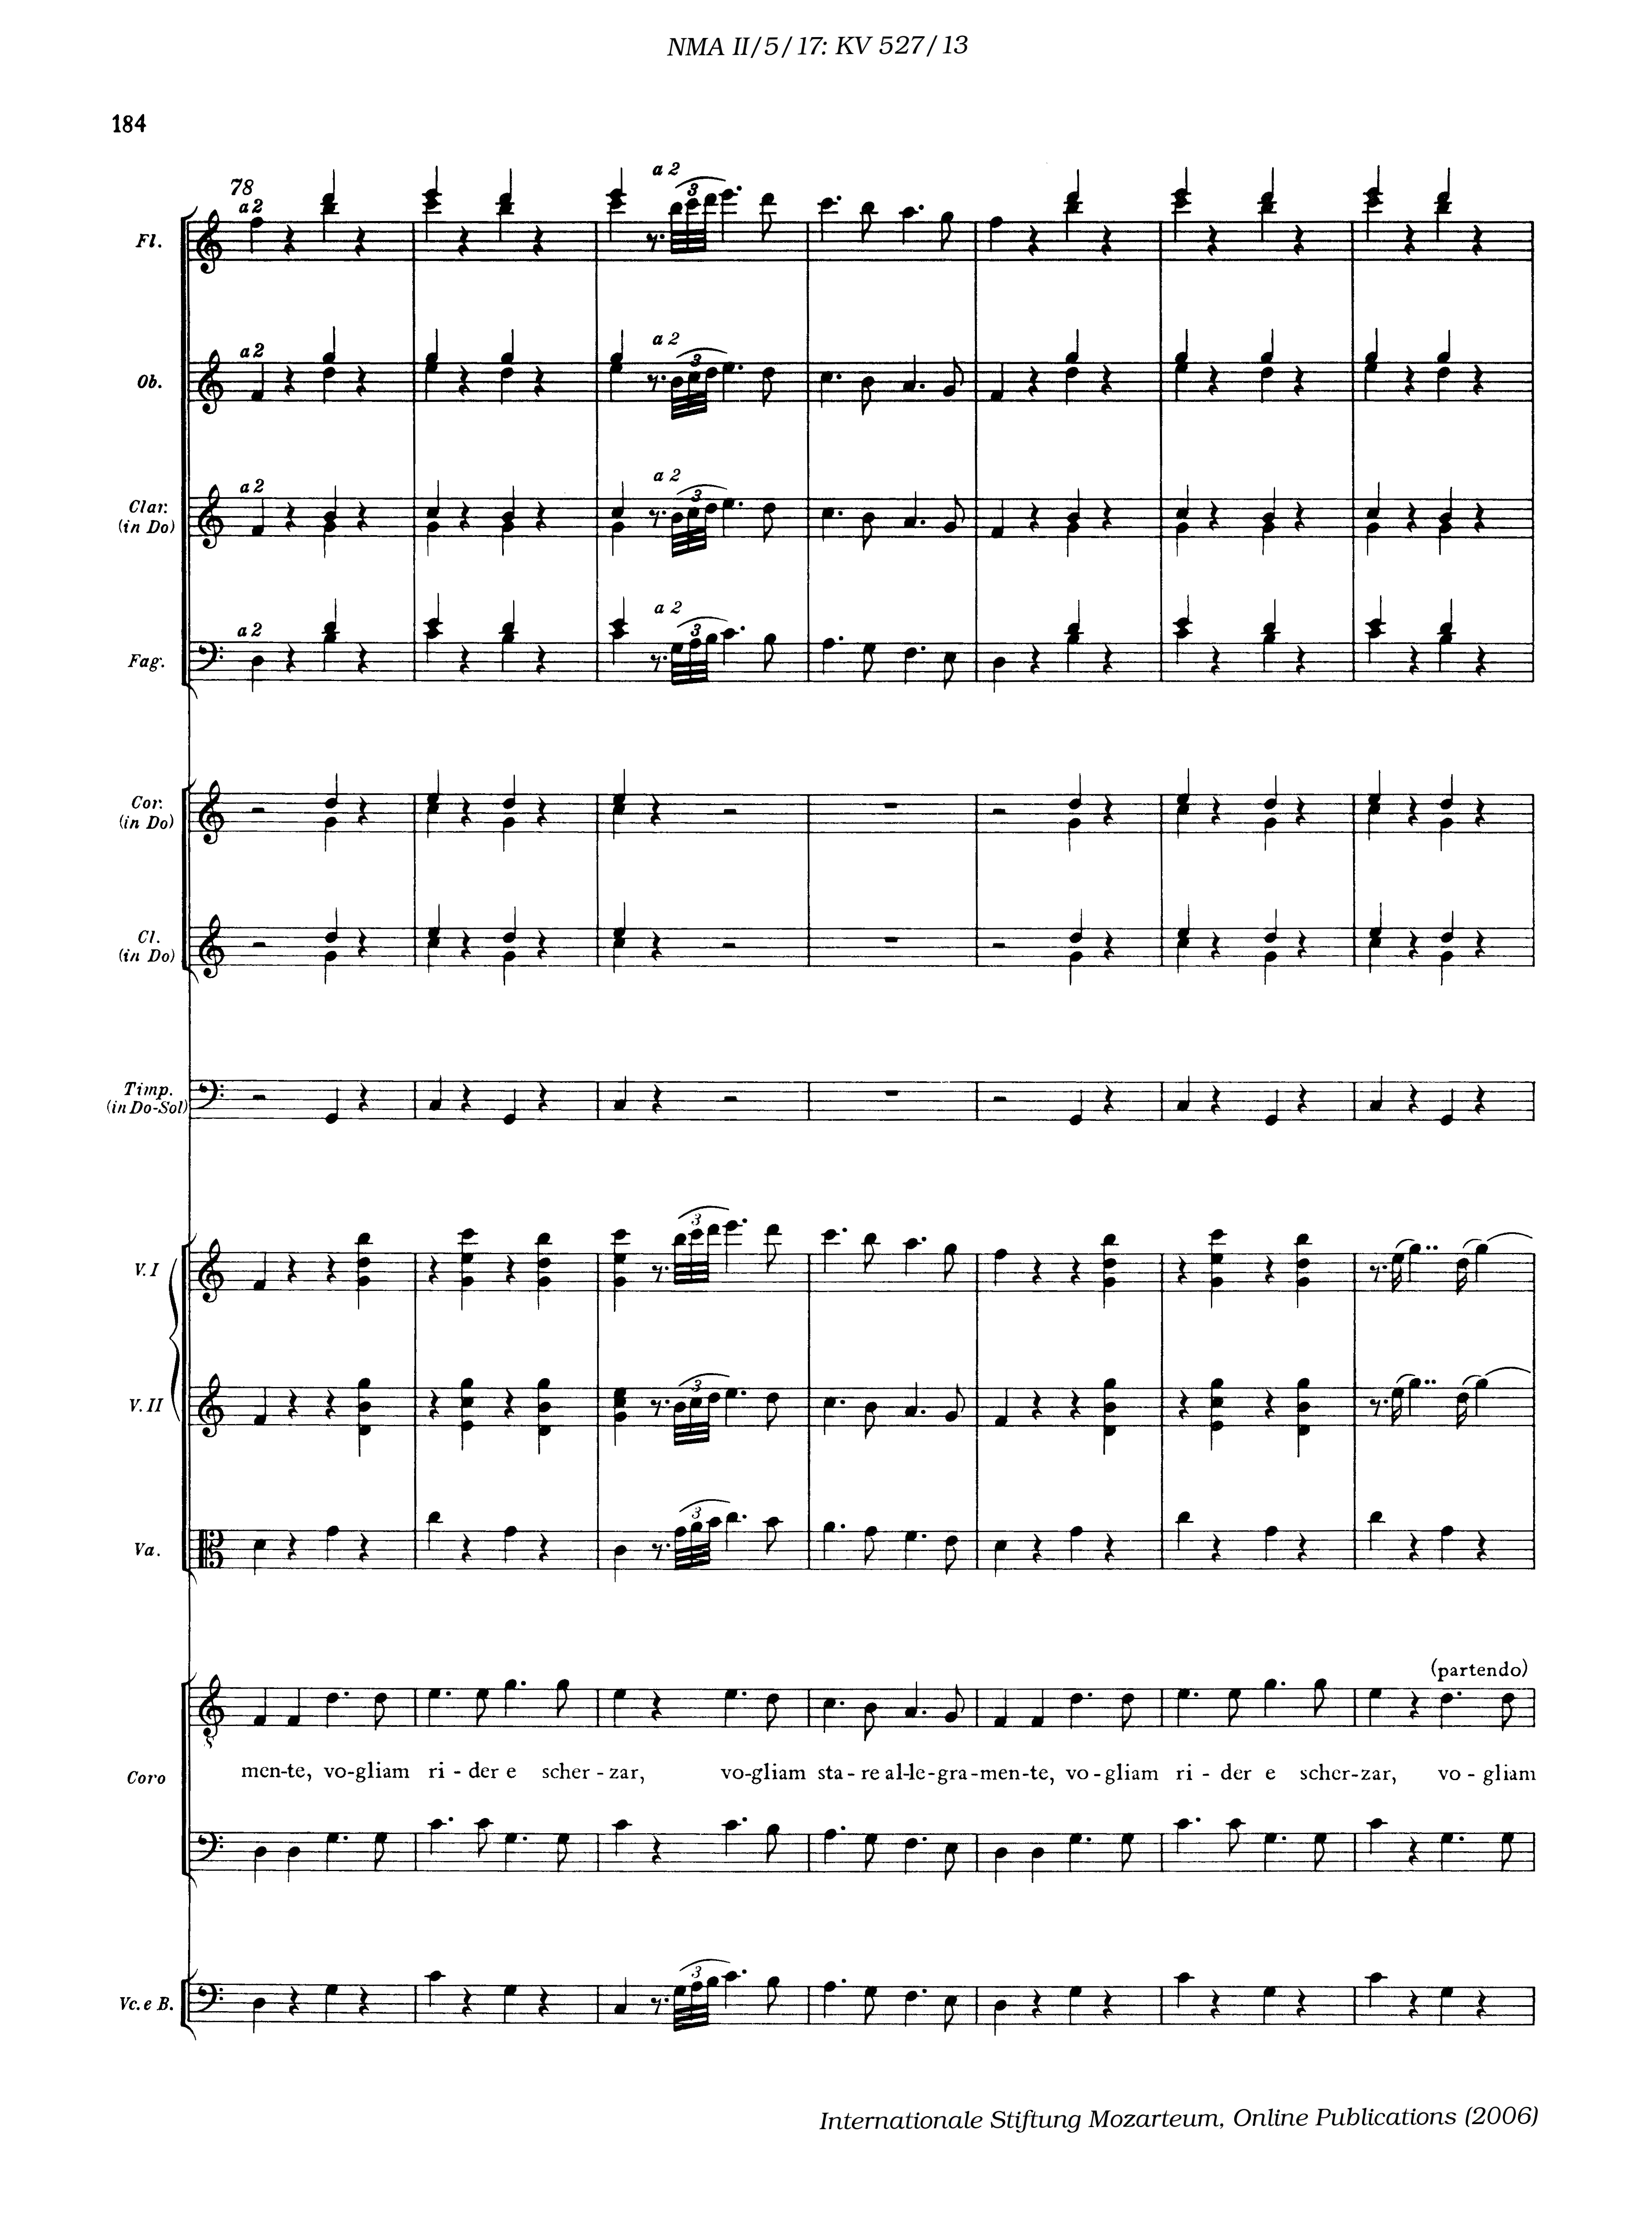 NMA II/5/17: KV 527/13
184
78
a 2
a 2
3
Fl.
a 2
a 2
3
Ob.
a 2
a 2
3
Clar.
(in Do)
a 2
a 2
3
Fag.
Cor.
(in Do)
Cl.
(in Do)
Timp.
(in Do-Sol)
3
V. I
3
V. II
3
Va.
(partendo)
men-te, vo-gliam ri - der e scher - zar, vo-gliam sta - re al-le-gra-men-te, vo - gliam ri - der e scher-zar, vo - gliam
Coro
3
Vc. e B.
Internationale Stiftung Mozarteum, Online Publications (2006)